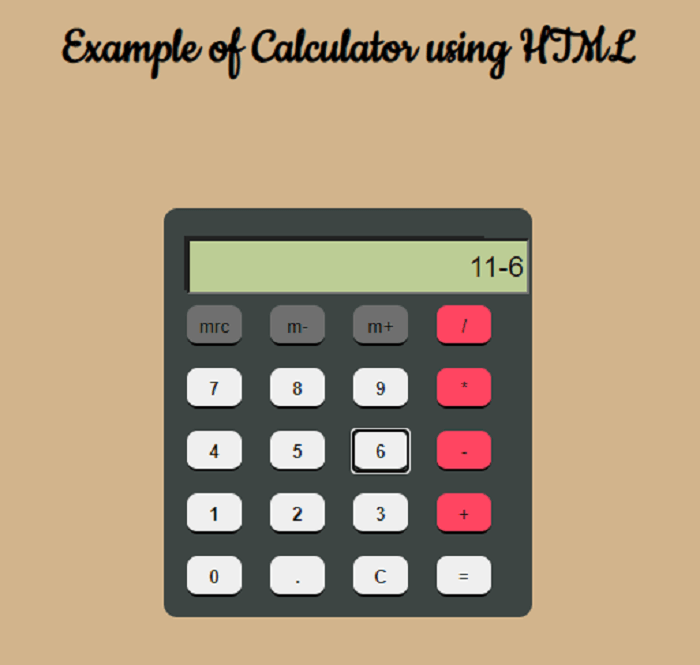 Example of Calculator using HTML
11-6
mrc m- m+ /
7 8 9 *
4 5 6 -
1 2 3 +
0 . C =